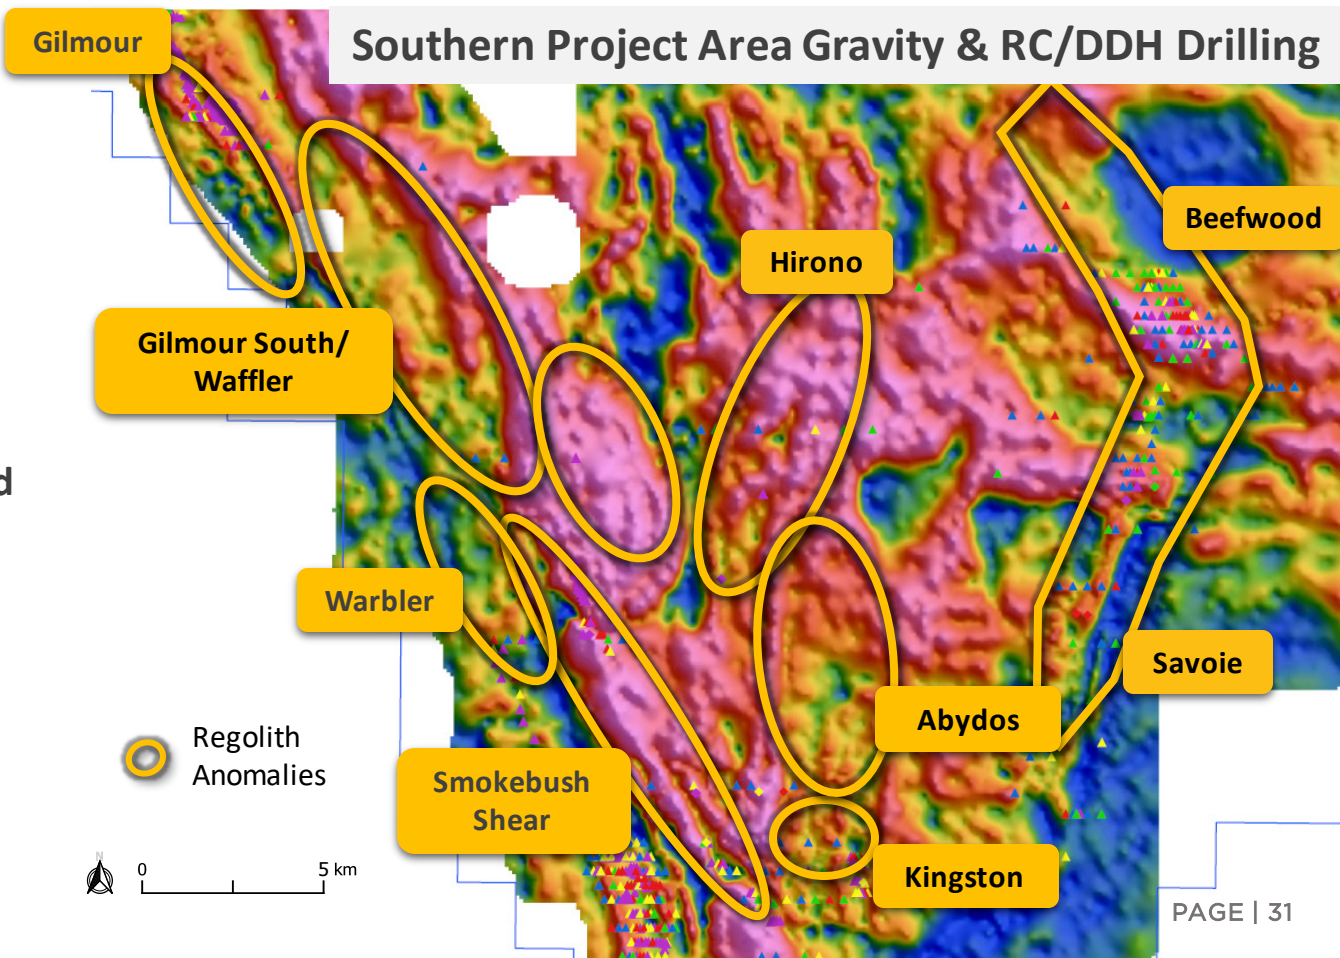 Gilmour
Southern Project Area Gravity & RC/DDH Drilling
Beefwood
Hirono
Gilmour South/
Waffler
d
Warbler
Savoie
Abydos
Regolith
Anomalies
Smokebush
Shear
N
0 5 km
Kingston
PAGE | 31